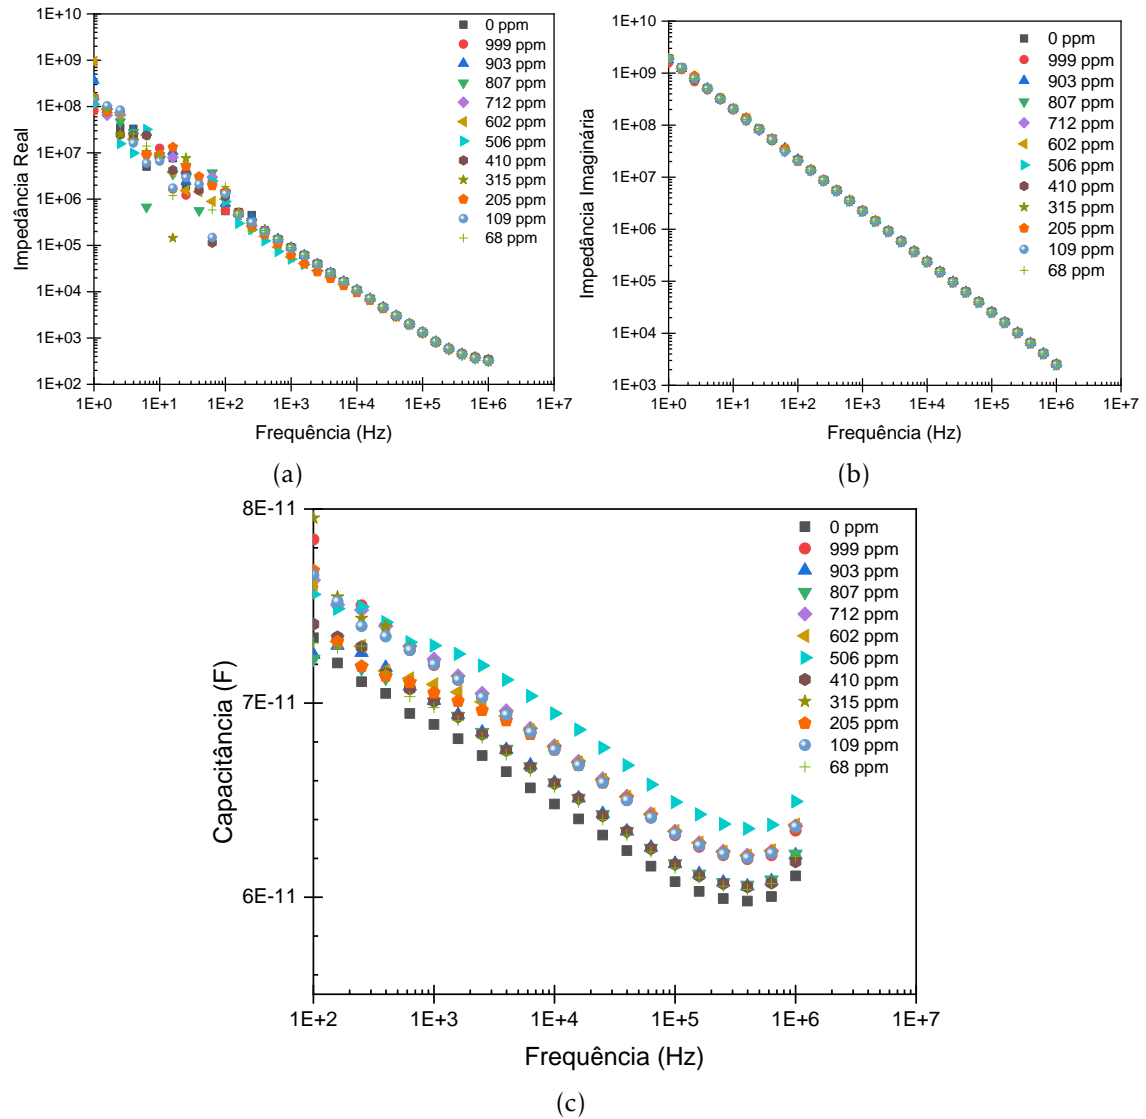 1E+10
1E+09
1E+08
1E+07
1E+06
1E+05
1E+04
1E+03
1E+02
Impedância Real
1E+0
1E+1
1E+2
1E+3
1E+4
1E+5
1E+6
1E+7
Frequência (Hz)
0 ppm
999 ppm
903 ppm
807 ppm
712 ppm
602 ppm
506 ppm
410 ppm
315 ppm
205 ppm
109 ppm
68 ppm
(a)
1E+10
1E+09
1E+08
1E+07
1E+06
1E+05
1E+04
1E+03
Impedância Imaginária
1E+0
1E+1
1E+2
1E+3
1E+4
1E+5
1E+6
1E+7
Frequência (Hz)
0 ppm
999 ppm
903 ppm
807 ppm
712 ppm
602 ppm
506 ppm
410 ppm
315 ppm
205 ppm
109 ppm
68 ppm
(b)
8E-11
7E-11
6E-11
Capacitância (F)
1E+2
1E+3
1E+4
1E+5
1E+6
1E+7
Frequência (Hz)
0 ppm
999 ppm
903 ppm
807 ppm
712 ppm
602 ppm
506 ppm
410 ppm
315 ppm
205 ppm
109 ppm
68 ppm
(c)